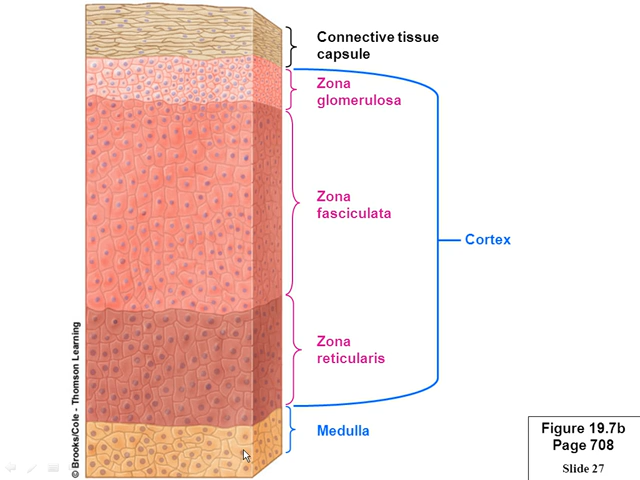 Connective tissue
capsule
Zona
glomerulosa
Zona
fasciculata
Cortex
Zona
reticularis
Medulla
© Brooks/Cole - Thomson Learning
Figure 19.7b
Page 708
Slide 27